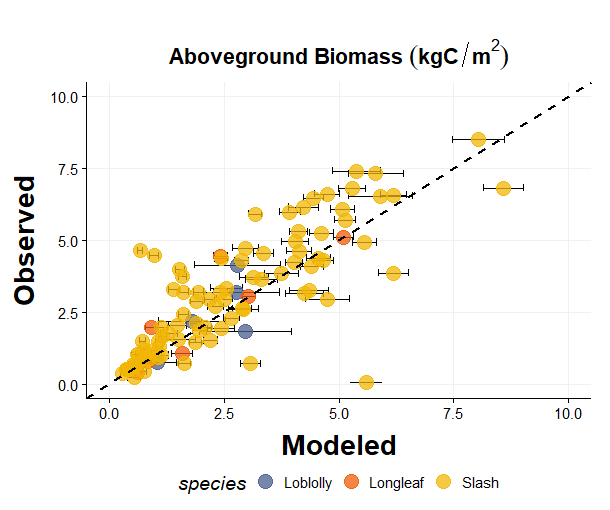 Aboveground Biomass (kgC/m²)
Observed
10.0
7.5
5.0
2.5
0.0
0.0 2.5 5.0 7.5 10.0
Modeled
species Loblolly Longleaf Slash